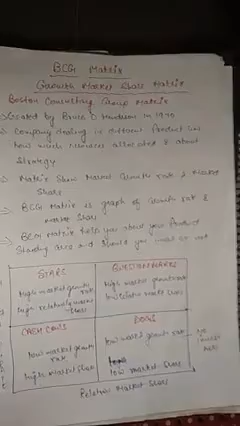 BCG Matrix
Growth Market Share Matrix
Boston Consulting Group Matrix
Created by Bruce D Henderson in 1970
Company dealing in different Product
how much resources allocated & about
Strategy
Matrix Show Market Growth rate & Market
Share
BCG Matrix is graph of Growth rate &
market Share
BCG Matrix help you about your Product
Standing and should you invest or not
STARS
High market growth
rate
High relative market
Share
QUESTION MARKS
High market growth rate
low relative market share
CASH COWS
low market growth
rate
high market share
DOGS
low market growth rate
low market share
Relative Market Share